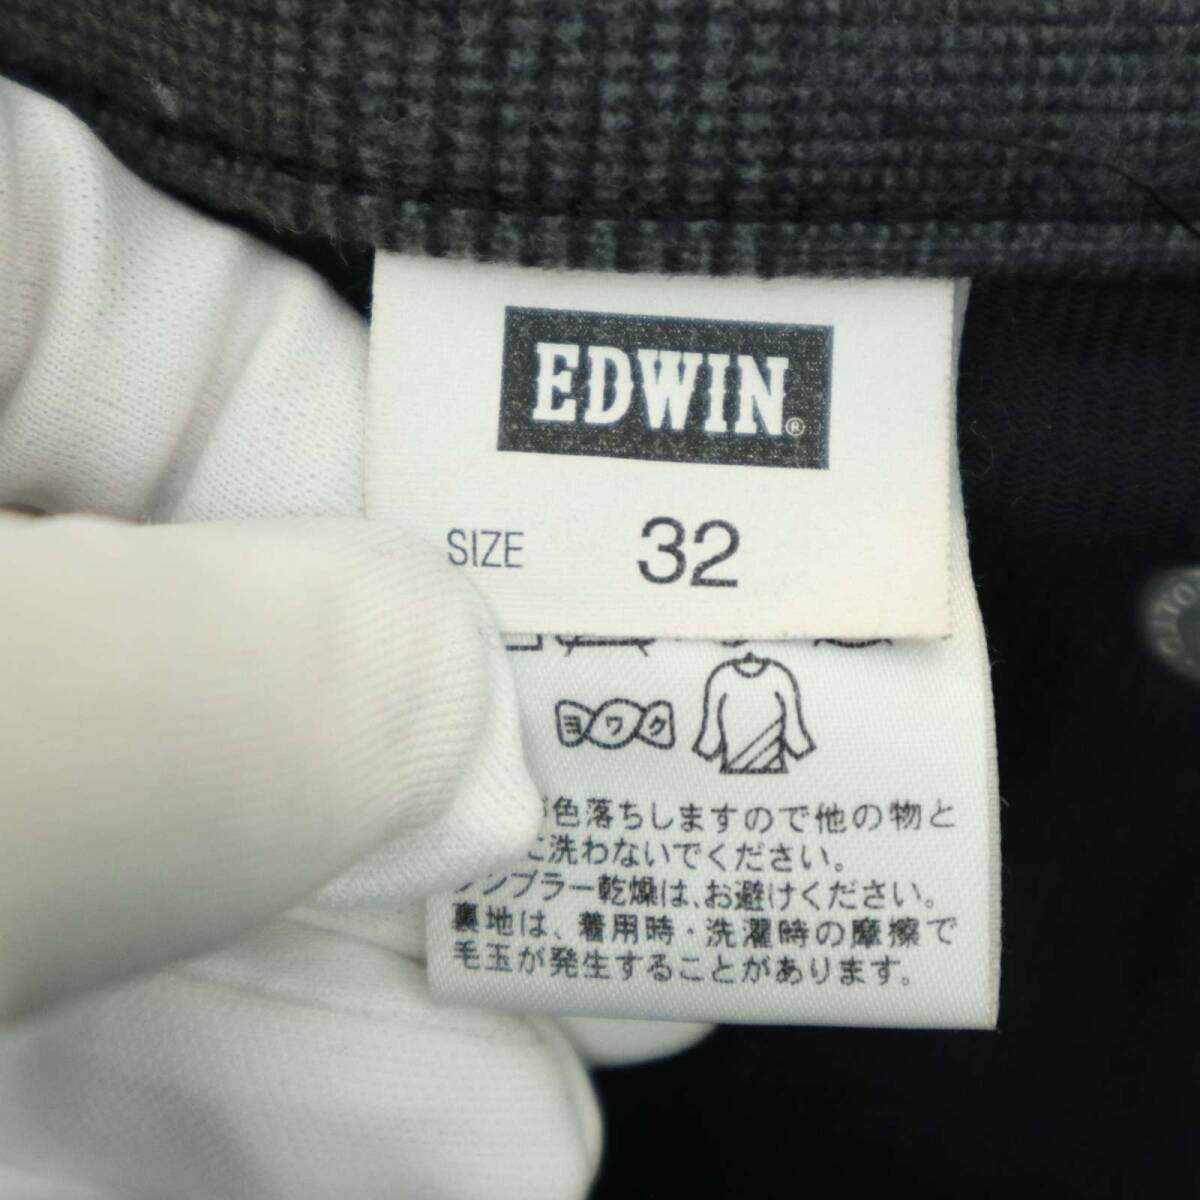 EDWIN®
SIZE 32
ヨワク
が色落ちしますので他の物と
に洗わないでください。
ンブラー乾燥は、お避けください。
裏地は、着用時・洗濯時の摩擦で
毛玉が発生することがあります。